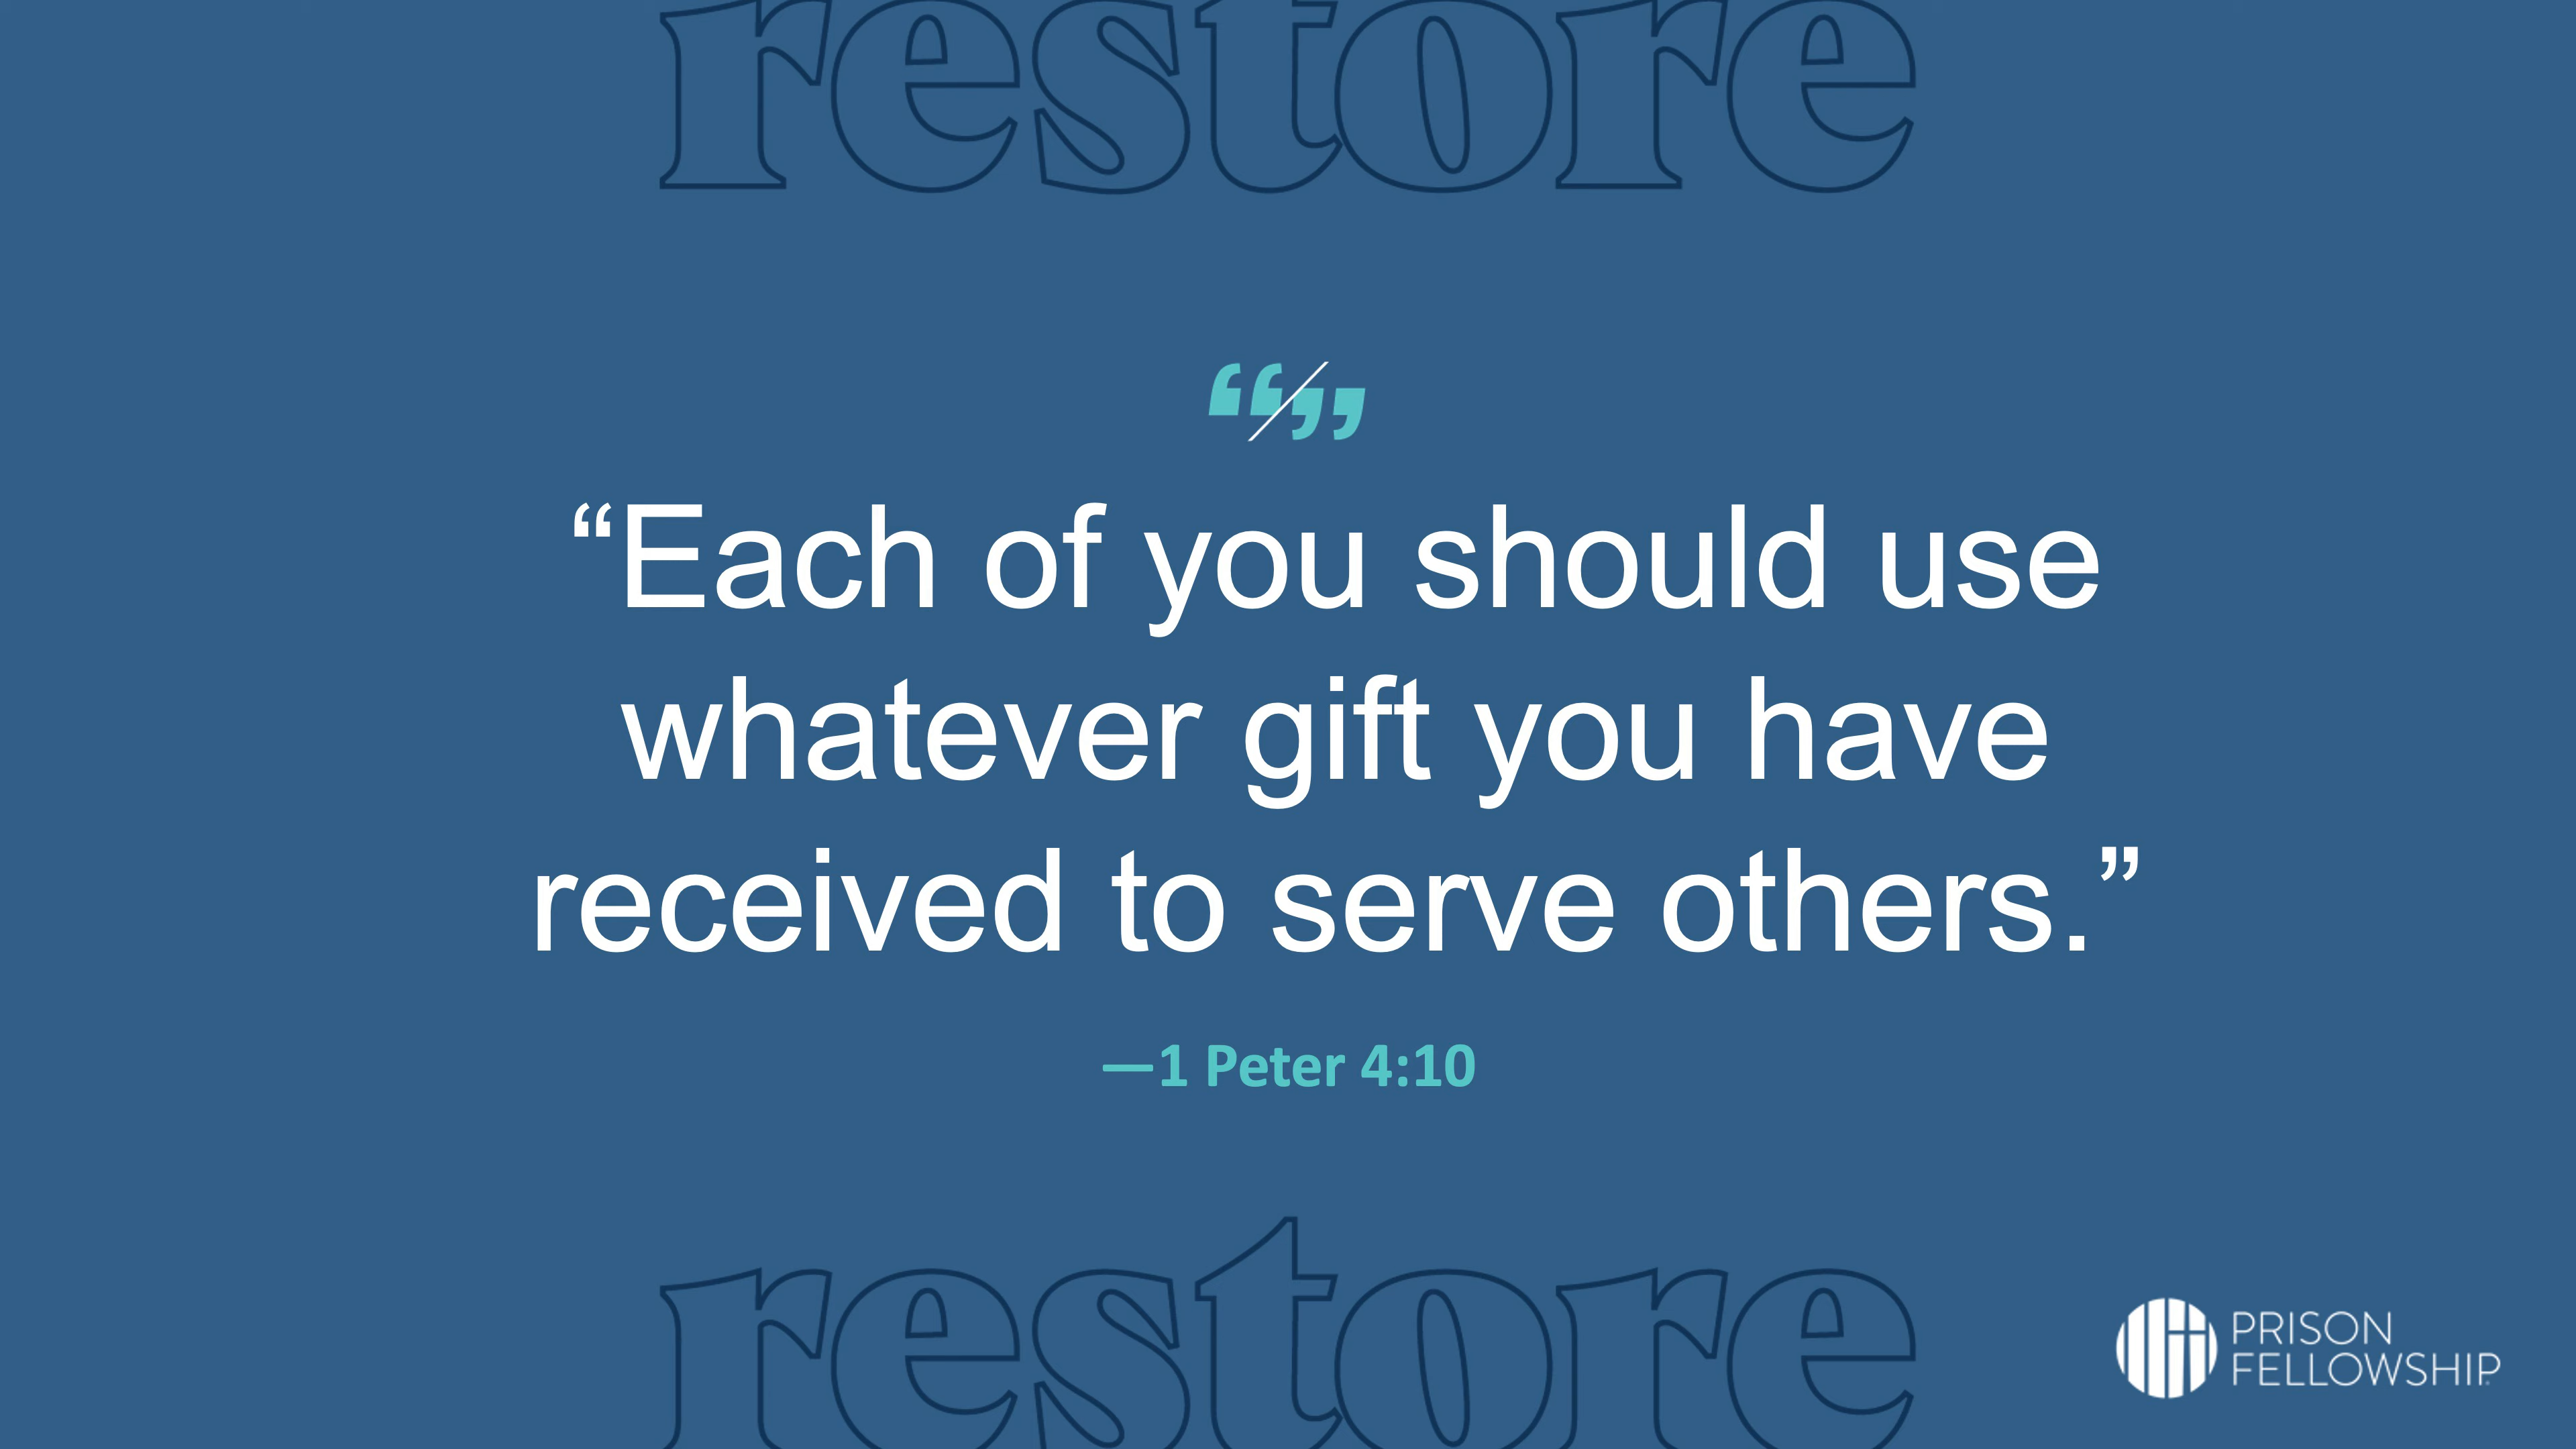 restore
“Each of you should use
whatever gift you have
received to serve others.”
—1 Peter 4:10
restore
PRISON
FELLOWSHIP